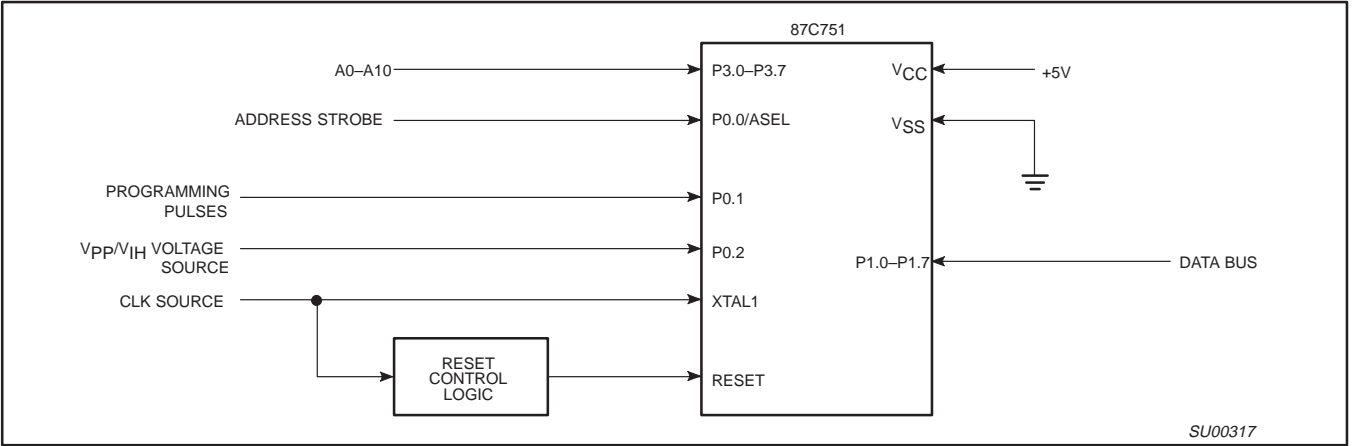 87C751
A0–A10
P3.0–P3.7
VCC
+5V
ADDRESS STROBE
P0.0/ASEL
VSS
PROGRAMMING
PULSES
P0.1
VPP/VIH VOLTAGE
SOURCE
P0.2
P1.0–P1.7
DATA BUS
CLK SOURCE
XTAL1
RESET
CONTROL
LOGIC
RESET
SU00317